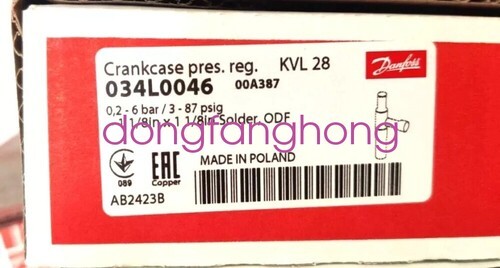 Crankcase pres. reg. KVL 28
Danfoss
034L0046 00A387
0,2 - 6 bar / 3 - 87 psig
1/8in x 1 1/8in Solder, ODF
dongfanghong
MADE IN POLAND
089
EAC
Copper
AB2423B